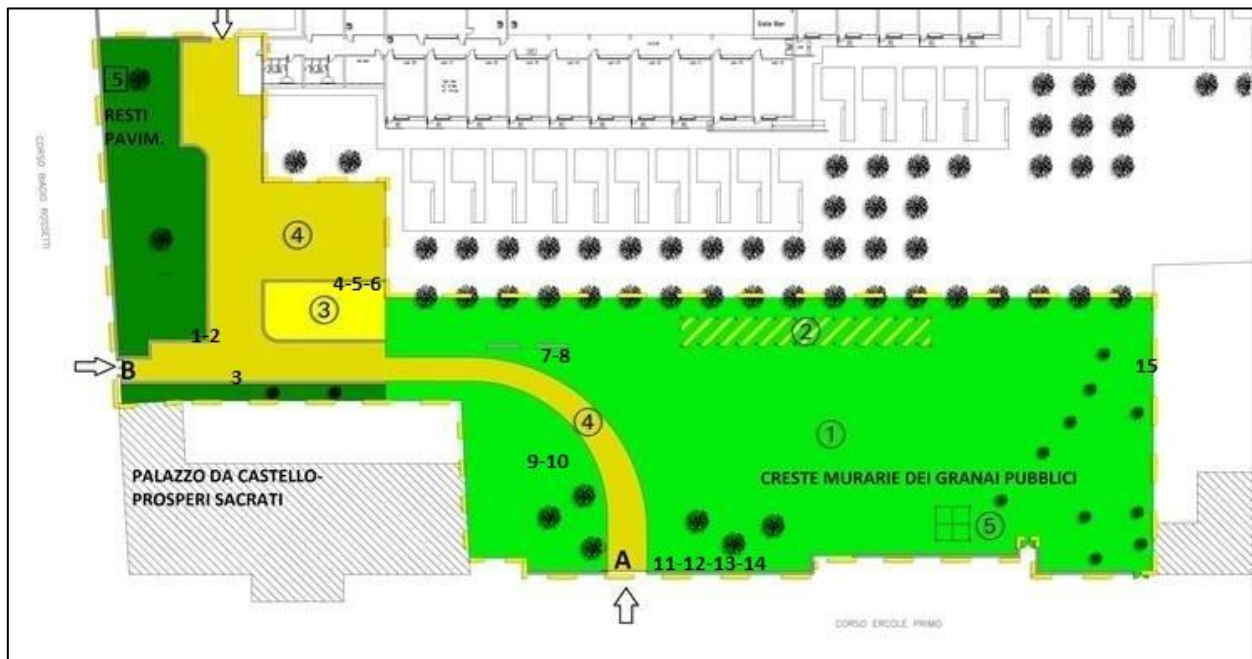 Sala Bar
5
RESTI
PAVIM.
CORSO BIAGIO ROSSETTI
4
4-5-6
3
1-2
2
7-8
15
B
3
4
1
9-10
PALAZZO DA CASTELLO-
PROSPERI SACRATI
CRESTE MURARIE DEI GRANAI PUBBLICI
5
A
11-12-13-14
CORSO ERCOLE PRIMO